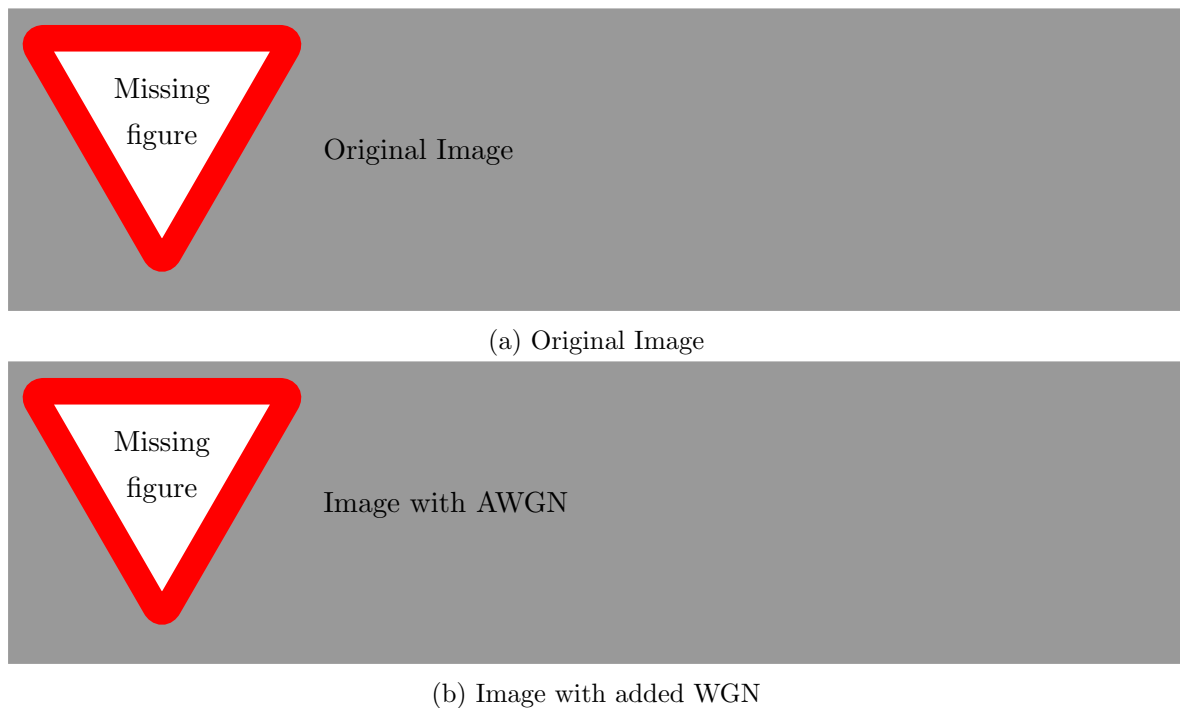 Missing
figure
Original Image
(a) Original Image
Missing
figure
Image with AWGN
(b) Image with added WGN